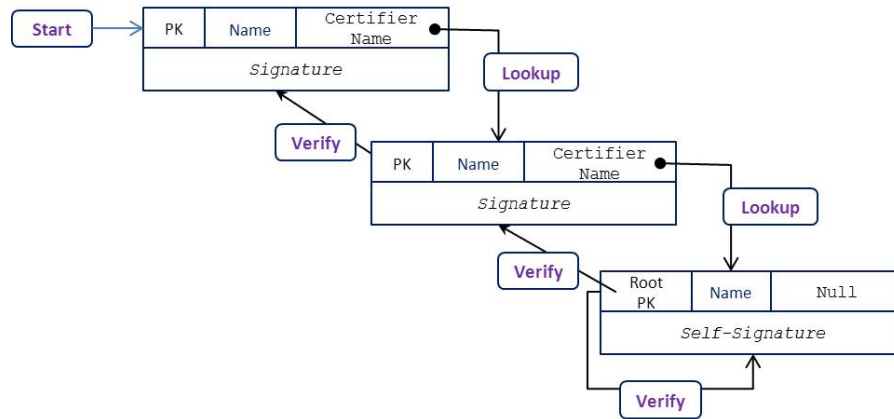 Start
PK
Name
Certifier
Name
Signature
Lookup
Verify
PK
Name
Certifier
Name
Signature
Lookup
Verify
Root
PK
Name
Null
Self-Signature
Verify